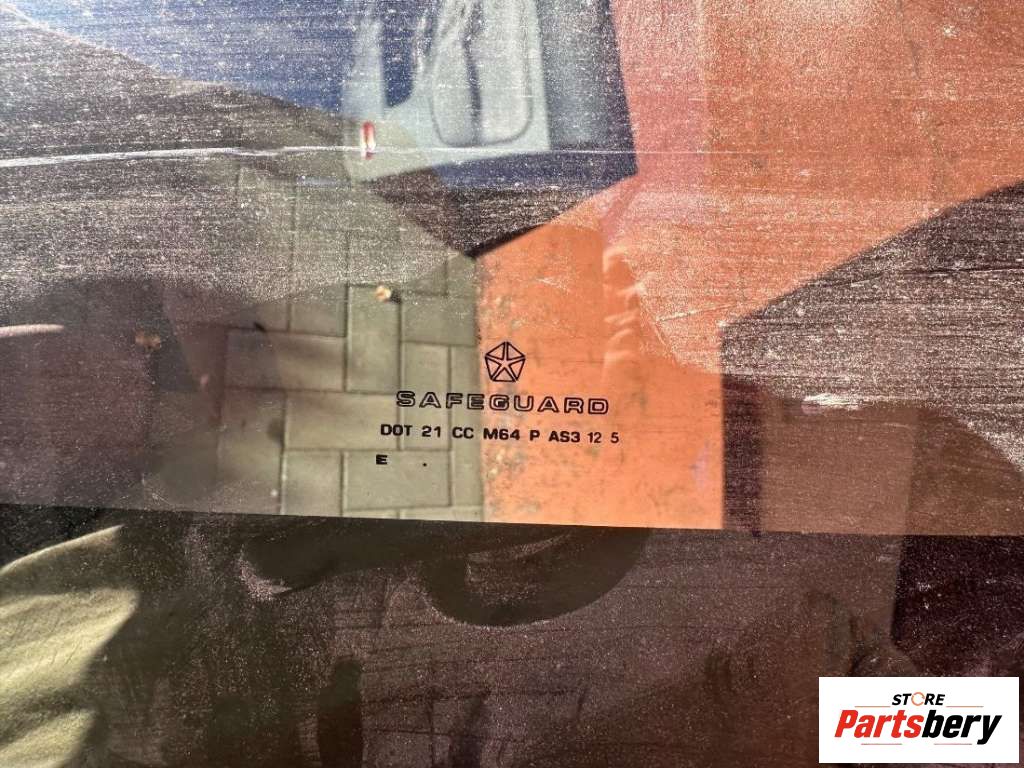 SAFEGUARD
DOT 21 CC M64 P AS3 12 5
E .
STORE
Partsbery